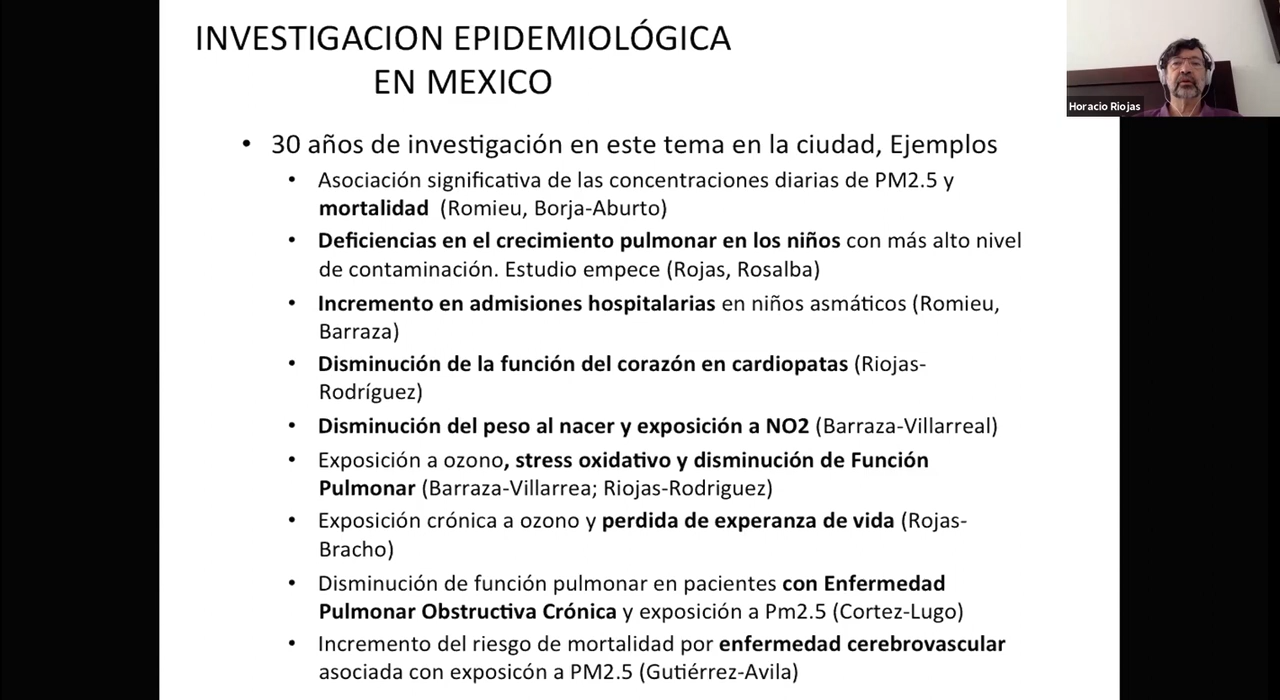 INVESTIGACION EPIDEMIOLÓGICA
EN MEXICO
Horacio Riojas
• 30 años de investigación en este tema en la ciudad, Ejemplos
• Asociación significativa de las concentraciones diarias de PM2.5 y
mortalidad (Romieu, Borja-Aburto)
• Deficiencias en el crecimiento pulmonar en los niños con más alto nivel
de contaminación. Estudio empece (Rojas, Rosalba)
• Incremento en admisiones hospitalarias en niños asmáticos (Romieu,
Barraza)
• Disminución de la función del corazón en cardiopatas (Riojas-
Rodríguez)
• Disminución del peso al nacer y exposición a NO2 (Barraza-Villarreal)
• Exposición a ozono, stress oxidativo y disminución de Función
Pulmonar (Barraza-Villarrea; Riojas-Rodriguez)
• Exposición crónica a ozono y perdida de experanza de vida (Rojas-
Bracho)
• Disminución de función pulmonar en pacientes con Enfermedad
Pulmonar Obstructiva Crónica y exposición a Pm2.5 (Cortez-Lugo)
• Incremento del riesgo de mortalidad por enfermedad cerebrovascular
asociada con exposicón a PM2.5 (Gutiérrez-Avila)